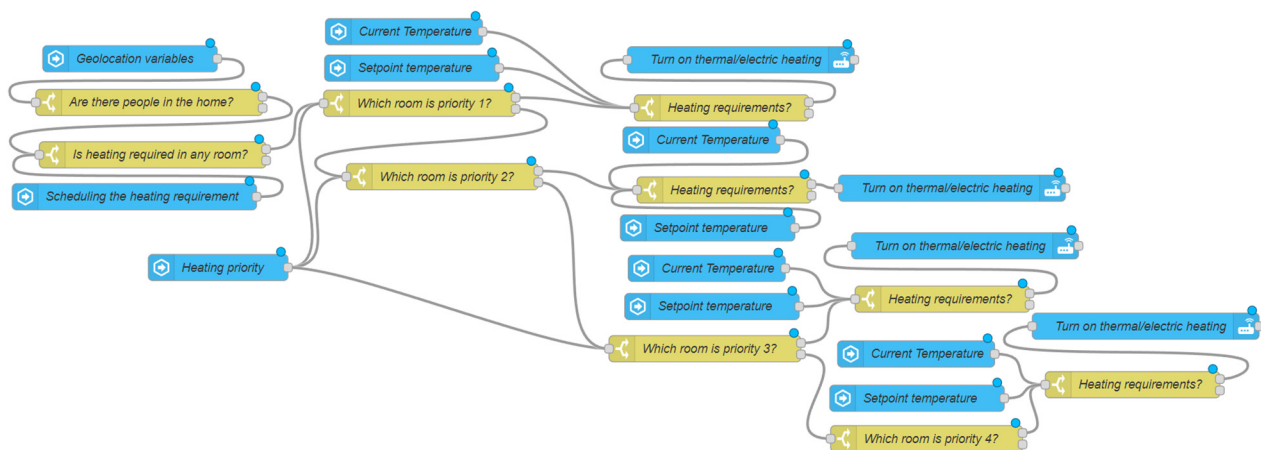 Geolocation variables
Are there people in the home?
Is heating required in any room?
Scheduling the heating requirement
Heating priority
Current Temperature
Setpoint temperature
Which room is priority 1?
Which room is priority 2?
Turn on thermal/electric heating
Heating requirements?
Current Temperature
Heating requirements?
Turn on thermal/electric heating
Setpoint temperature
Turn on thermal/electric heating
Current Temperature
Heating requirements?
Setpoint temperature
Which room is priority 3?
Turn on thermal/electric heating
Current Temperature
Heating requirements?
Setpoint temperature
Which room is priority 4?